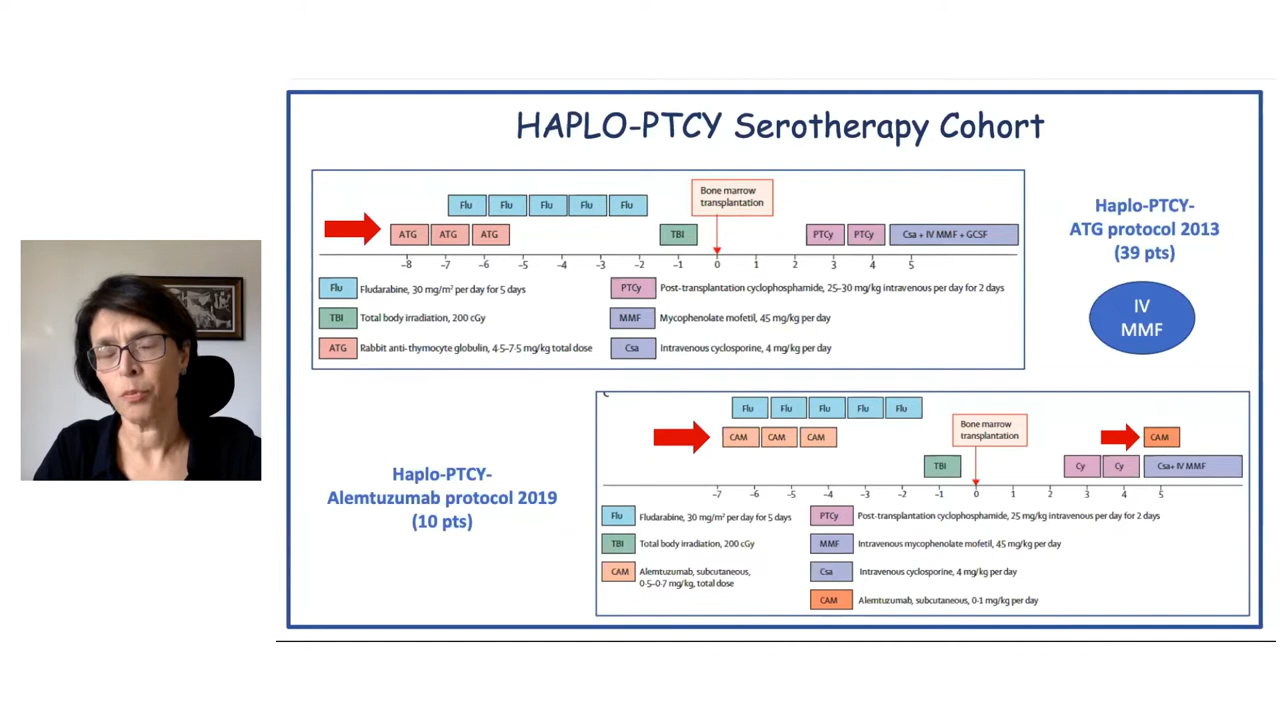 HAPLO-PTCY Serotherapy Cohort
Flu Flu Flu Flu Flu
Bone marrow
transplantation
ATG ATG ATG
TBI
PTCy PTCy
Csa + IV MMF + GCSF
–8 –7 –6 –5 –4 –3 –2 –1 0 1 2 3 4 5
Flu Fludarabine, 30 mg/m² per day for 5 days
TBI Total body irradiation, 200 cGy
ATG Rabbit anti-thymocyte globulin, 4·5–7·5 mg/kg total dose
PTCy Post-transplantation cyclophosphamide, 25–30 mg/kg intravenous per day for 2 days
MMF Mycophenolate mofetil, 45 mg/kg per day
Csa Intravenous cyclosporine, 4 mg/kg per day
Haplo-PTCY-
ATG protocol 2013
(39 pts)
IV
MMF
Haplo-PTCY-
Alemtuzumab protocol 2019
(10 pts)
Flu Flu Flu Flu Flu
Bone marrow
transplantation
CAM CAM CAM
CAM
TBI
Cy Cy
Csa+ IV MMF
–7 –6 –5 –4 –3 –2 –1 0 1 2 3 4 5
Flu Fludarabine, 30 mg/m² per day for 5 days
TBI Total body irradiation, 200 cGy
CAM Alemtuzumab, subcutaneous,
0·5–0·7 mg/kg, total dose
PTCy Post-transplantation cyclophosphamide, 25 mg/kg intravenous per day for 2 days
MMF Intravenous mycophenolate mofetil, 45 mg/kg per day
Csa Intravenous cyclosporine, 4 mg/kg per day
CAM Alemtuzumab, subcutaneous, 0·1 mg/kg per day